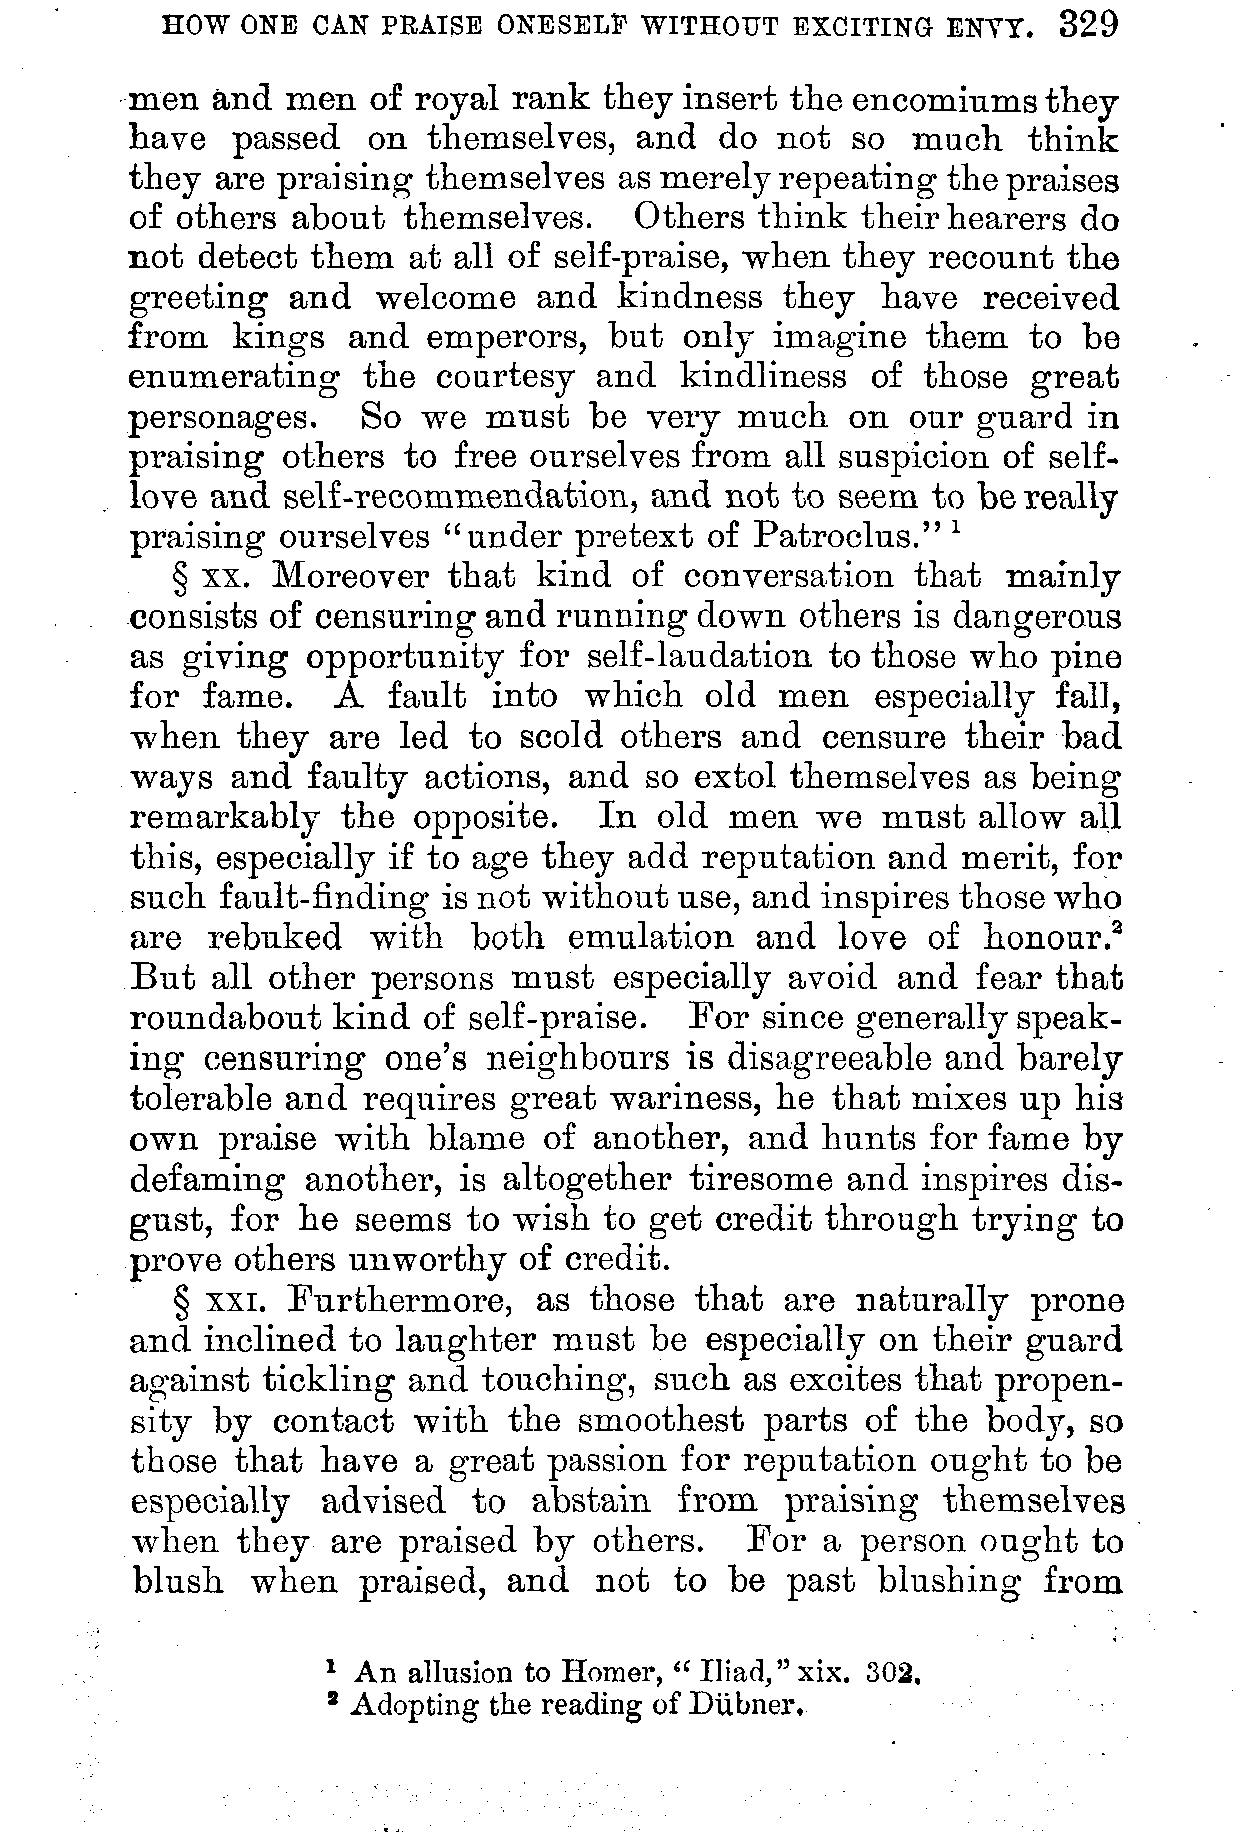 HOW ONE CAN PRAISE ONESELF WITHOUT EXCITING ENVY. 329
men and men of royal rank they insert the encomiums they
have passed on themselves, and do not so much think
they are praising themselves as merely repeating the praises
of others about themselves. Others think their hearers do
not detect them at all of self-praise, when they recount the
greeting and welcome and kindness they have received
from kings and emperors, but only imagine them to be
enumerating the courtesy and kindliness of those great
personages. So we must be very much on our guard in
praising others to free ourselves from all suspicion of self-
love and self-recommendation, and not to seem to be really
praising ourselves “under pretext of Patroclus.” ¹
§ XX. Moreover that kind of conversation that mainly
consists of censuring and running down others is dangerous
as giving opportunity for self-laudation to those who pine
for fame. A fault into which old men especially fall,
when they are led to scold others and censure their bad
ways and faulty actions, and so extol themselves as being
remarkably the opposite. In old men we must allow all
this, especially if to age they add reputation and merit, for
such fault-finding is not without use, and inspires those who
are rebuked with both emulation and love of honour.²
But all other persons must especially avoid and fear that
roundabout kind of self-praise. For since generally speak-
ing censuring one’s neighbours is disagreeable and barely
tolerable and requires great wariness, he that mixes up his
own praise with blame of another, and hunts for fame by
defaming another, is altogether tiresome and inspires dis-
gust, for he seems to wish to get credit through trying to
prove others unworthy of credit.
§ XXI. Furthermore, as those that are naturally prone
and inclined to laughter must be especially on their guard
against tickling and touching, such as excites that propen-
sity by contact with the smoothest parts of the body, so
those that have a great passion for reputation ought to be
especially advised to abstain from praising themselves
when they are praised by others. For a person ought to
blush when praised, and not to be past blushing from
¹ An allusion to Homer, “ Iliad,” xix. 302.
² Adopting the reading of Dübner.